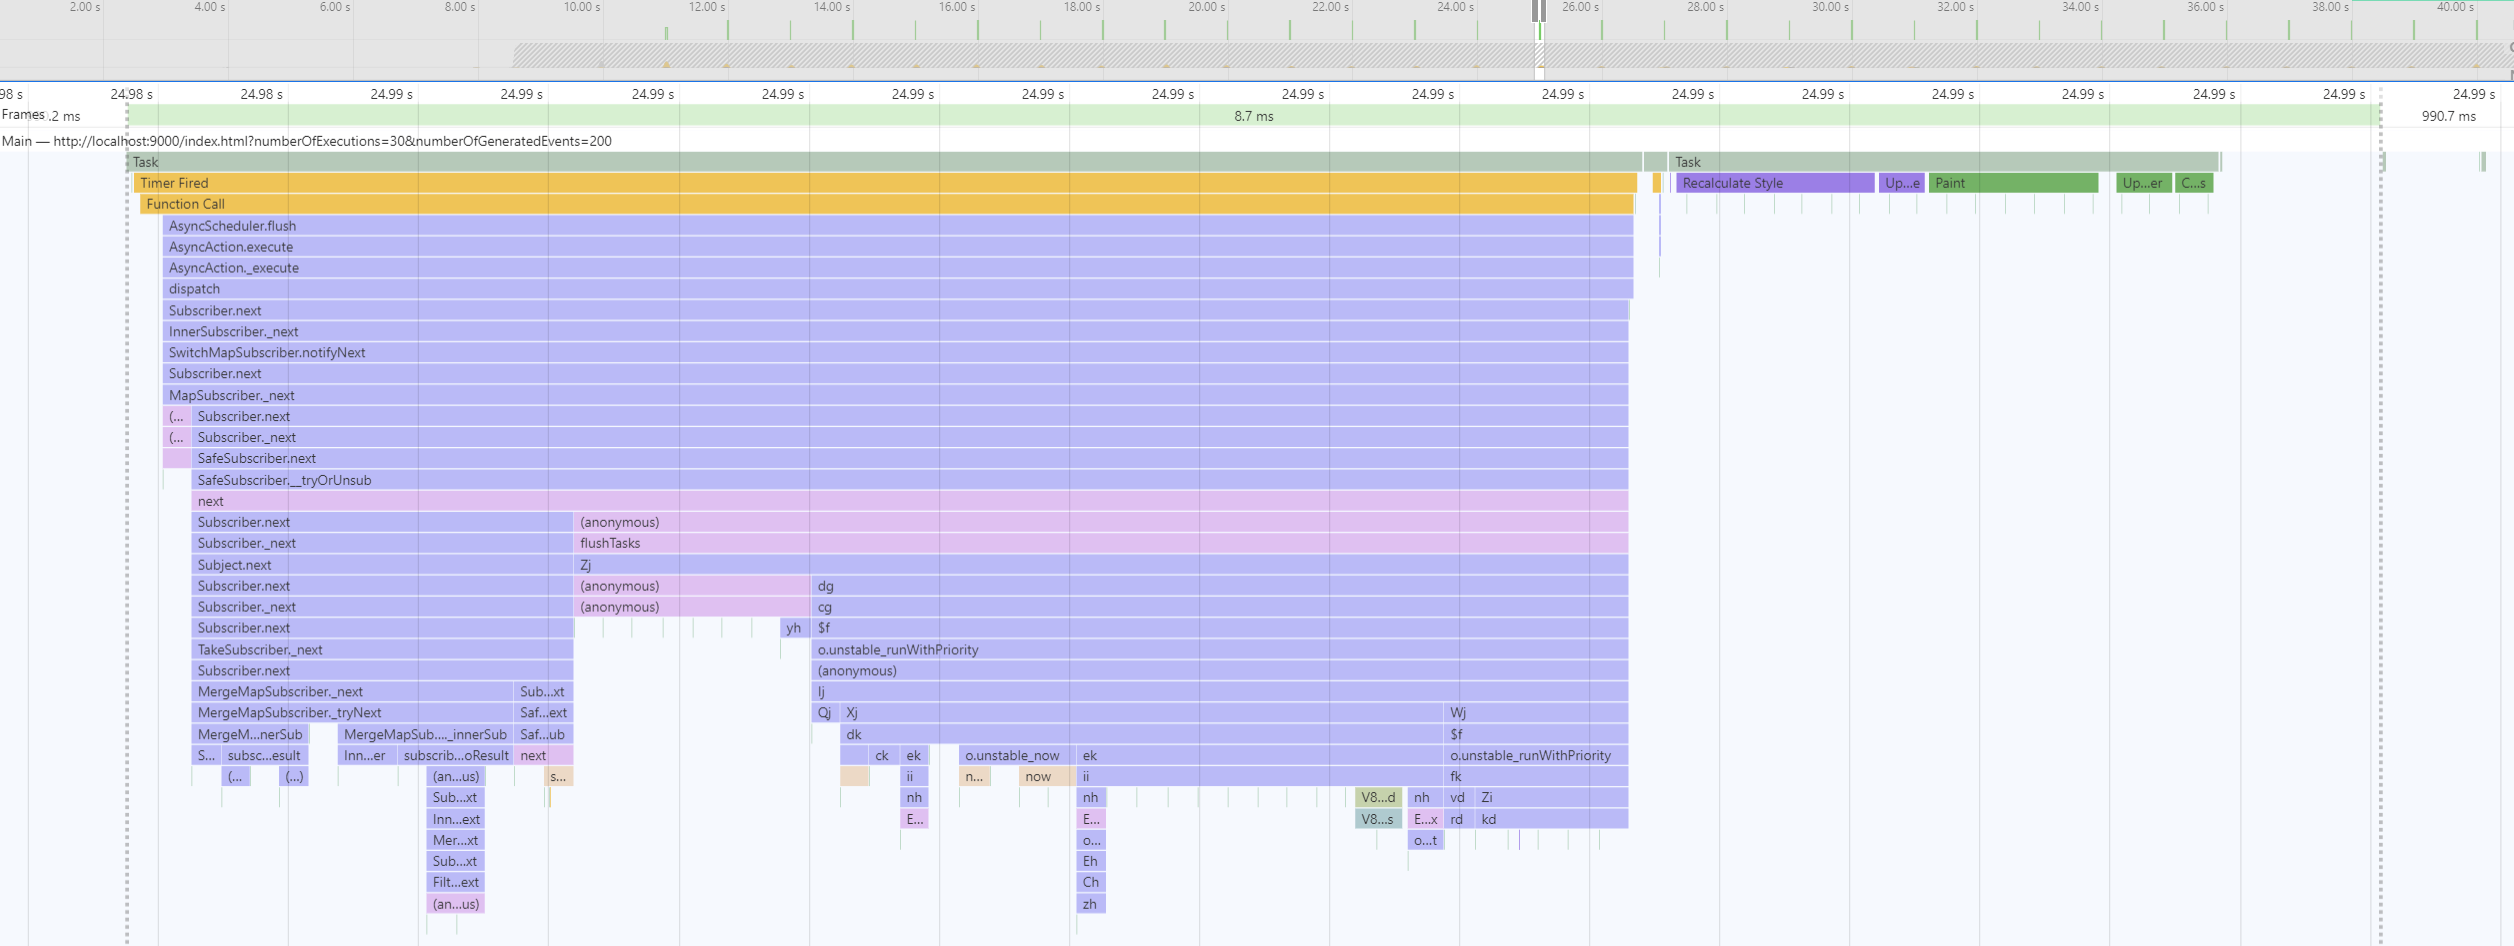 2.00 s 4.00 s 6.00 s 8.00 s 10.00 s 12.00 s 14.00 s 16.00 s 18.00 s 20.00 s 22.00 s 24.00 s 26.00 s 28.00 s 30.00 s 32.00 s 34.00 s 36.00 s 38.00 s 40.00 s
98 s 24.98 s 24.98 s 24.99 s 24.99 s 24.99 s 24.99 s 24.99 s 24.99 s 24.99 s 24.99 s 24.99 s 24.99 s 24.99 s 24.99 s 24.99 s 24.99 s 24.99 s 24.99 s 24.99 s
Frames .2 ms 8.7 ms 990.7 ms
Main — http://localhost:9000/index.html?numberOfExecutions=30&numberOfGeneratedEvents=200
Task Task
Timer Fired Recalculate Style Up...e Paint Up...er C...s
Function Call
AsyncScheduler.flush
AsyncAction.execute
AsyncAction._execute
dispatch
Subscriber.next
InnerSubscriber._next
SwitchMapSubscriber.notifyNext
Subscriber.next
MapSubscriber._next
(... Subscriber.next
(... Subscriber._next
SafeSubscriber.next
SafeSubscriber.__tryOrUnsub
next
Subscriber.next (anonymous)
Subscriber._next flushTasks
Subject.next Zj
Subscriber.next (anonymous) dg
Subscriber._next (anonymous) cg
Subscriber.next yh $f
TakeSubscriber._next o.unstable_runWithPriority
Subscriber.next (anonymous)
MergeMapSubscriber._next Sub...xt Ij
MergeMapSubscriber._tryNext Saf...ext Qj Xj Wj
MergeM...nerSub MergeMapSub...._innerSub Saf...ub dk $f
S... subsc...esult Inn...er subscrib...oResult next ck ek o.unstable_now ek o.unstable_runWithPriority
(... (...) (an...us) s... ii n... now ii fk
Sub...xt nh nh V8...d nh vd Zi
Inn...ext E... E... V8...s E...x rd kd
Mer...xt o... o...t
Sub...xt Eh
Filt...ext Ch
(an...us) zh